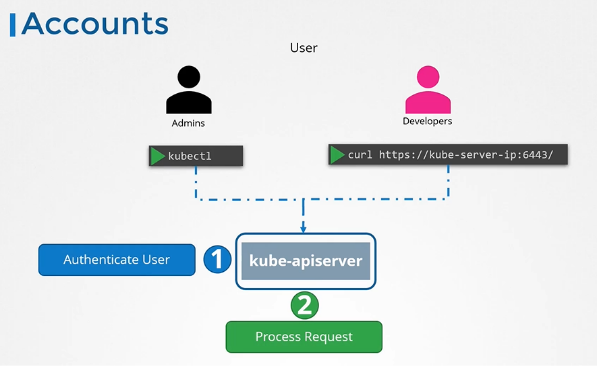 Accounts
User
Admins
Developers
kubectl
curl https://kube-server-ip:6443/
Authenticate User
1
kube-apiserver
2
Process Request